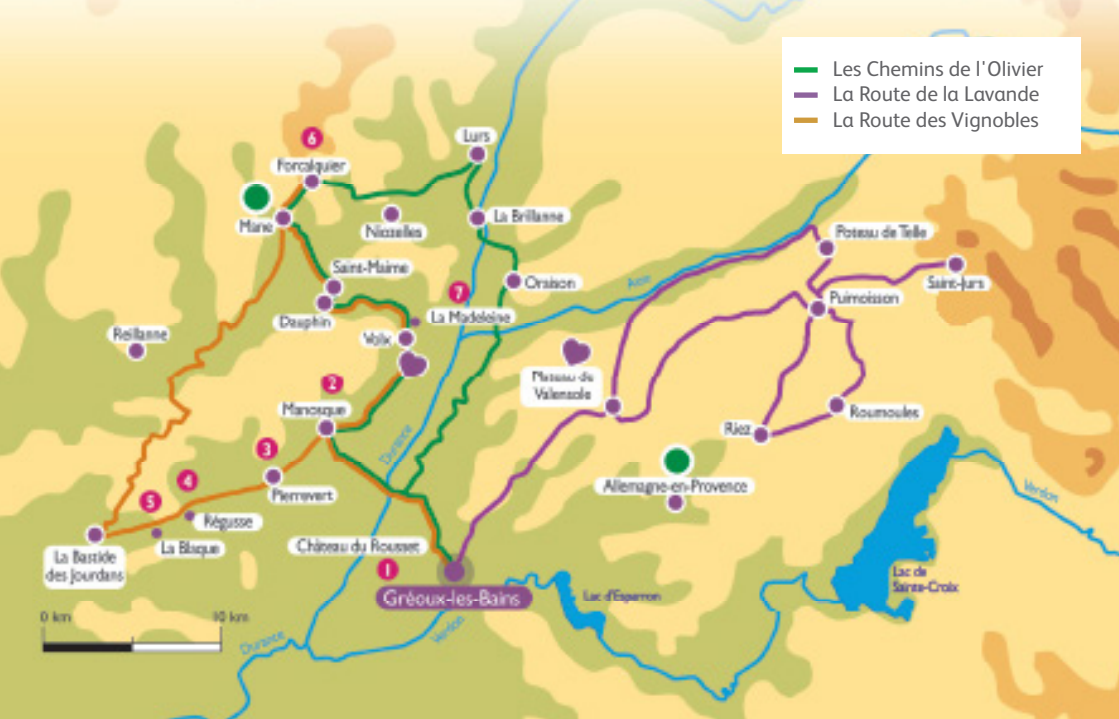 Les Chemins de l'Olivier
La Route de la Lavande
La Route des Vignobles
6
Forcalquier
Lurs
Mane
Niozelles
La Brillanne
Poteau de Telle
Saint-Maime
Oraison
Asse
Saint-Jurs
7
Puimoisson
Dauphin
La Madeleine
Reillanne
Volx
2
Plateau de
Valensole
Manosque
Roumoules
Riez
3
Durance
4
Allemagne-en-Provence
Pierrevert
5
Verdon
Régusse
La Blaque
Château du Rousset
La Bastide
des Jourdans
1
Lac de
Sainte-Croix
Gréoux-les-Bains
Lac d'Esparron
0 km
10 km
Durance
Verdon